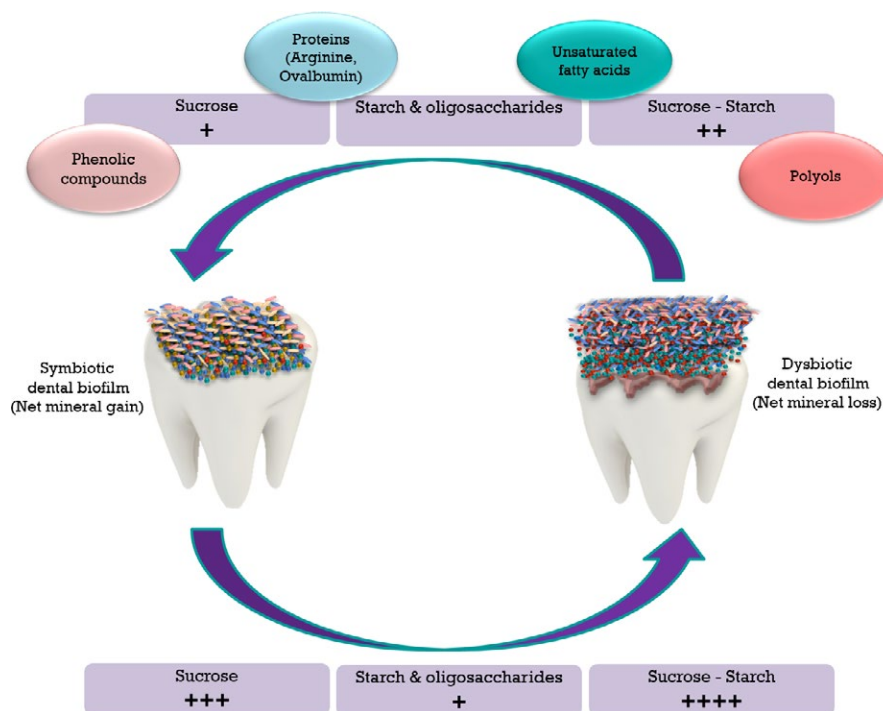 Proteins
(Arginine,
Ovalbumin)
Unsaturated
fatty acids
Sucrose
+
Starch & oligosaccharides
Sucrose - Starch
++
Phenolic
compounds
Polyols
Symbiotic
dental biofilm
(Net mineral gain)
Dysbiotic
dental biofilm
(Net mineral loss)
Sucrose
+++
Starch & oligosaccharides
+
Sucrose - Starch
++++